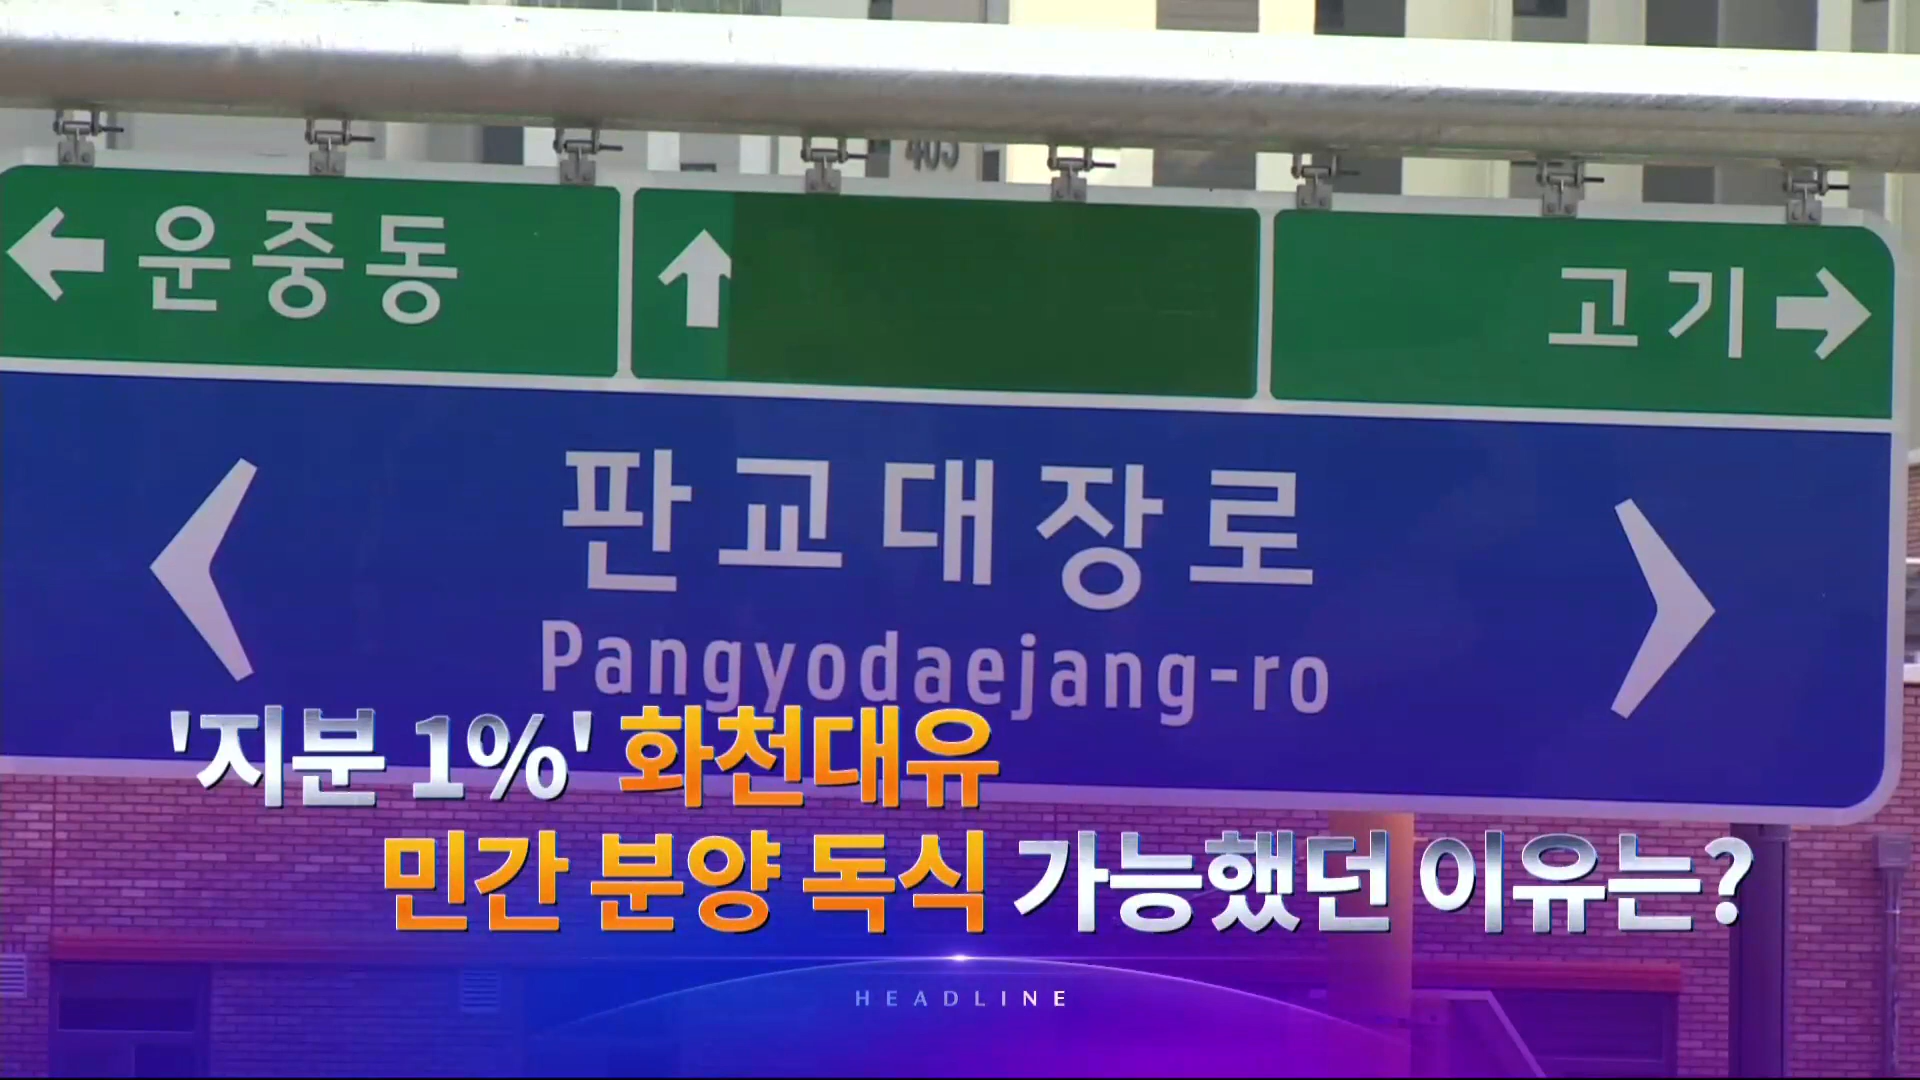 405
운중동
고기
판교대장로
Pangyodaejang-ro
'지분 1%' 화천대유
민간 분양 독식 가능했던 이유는?
HEADLINE